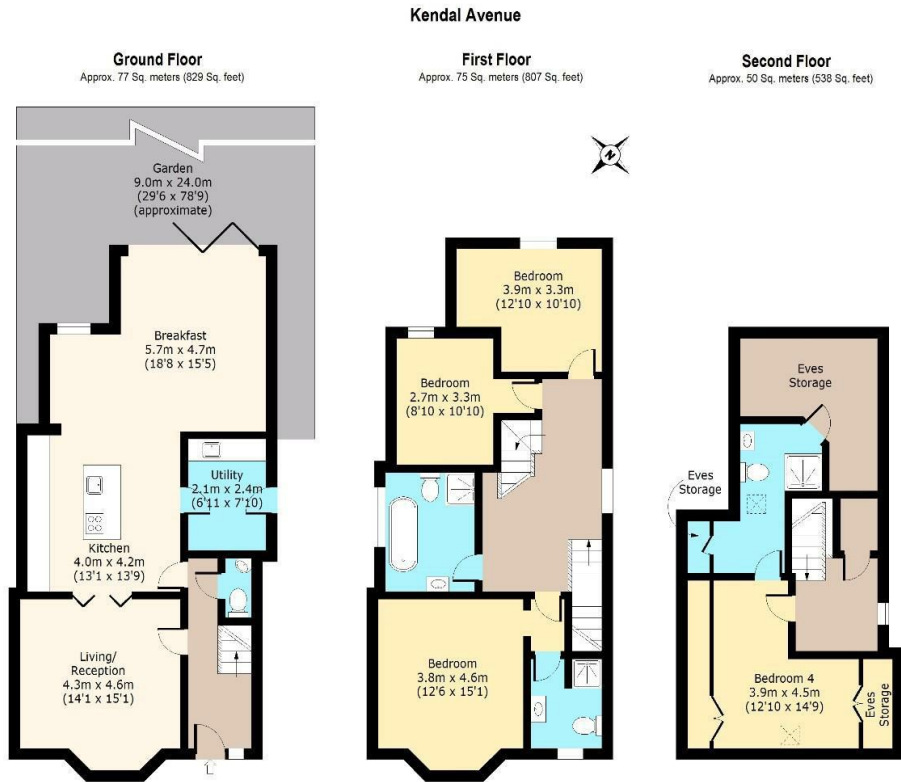 Kendal Avenue
Ground Floor
Approx. 77 Sq. meters (829 Sq. feet)
Garden
9.0m x 24.0m
(29'6 x 78'9)
(approximate)
Breakfast
5.7m x 4.7m
(18'8 x 15'5)
Utility
2.1m x 2.4m
(6'11 x 7'10)
Kitchen
4.0m x 4.2m
(13'1 x 13'9)
Living/
Reception
4.3m x 4.6m
(14'1 x 15'1)
First Floor
Approx. 75 Sq. meters (807 Sq. feet)
N
Bedroom
3.9m x 3.3m
(12'10 x 10'10)
Bedroom
2.7m x 3.3m
(8'10 x 10'10)
Bedroom
3.8m x 4.6m
(12'6 x 15'1)
Second Floor
Approx. 50 Sq. meters (538 Sq. feet)
Eves
Storage
Eves
Storage
Bedroom 4
3.9m x 4.5m
(12'10 x 14'9)
Eves
Storage